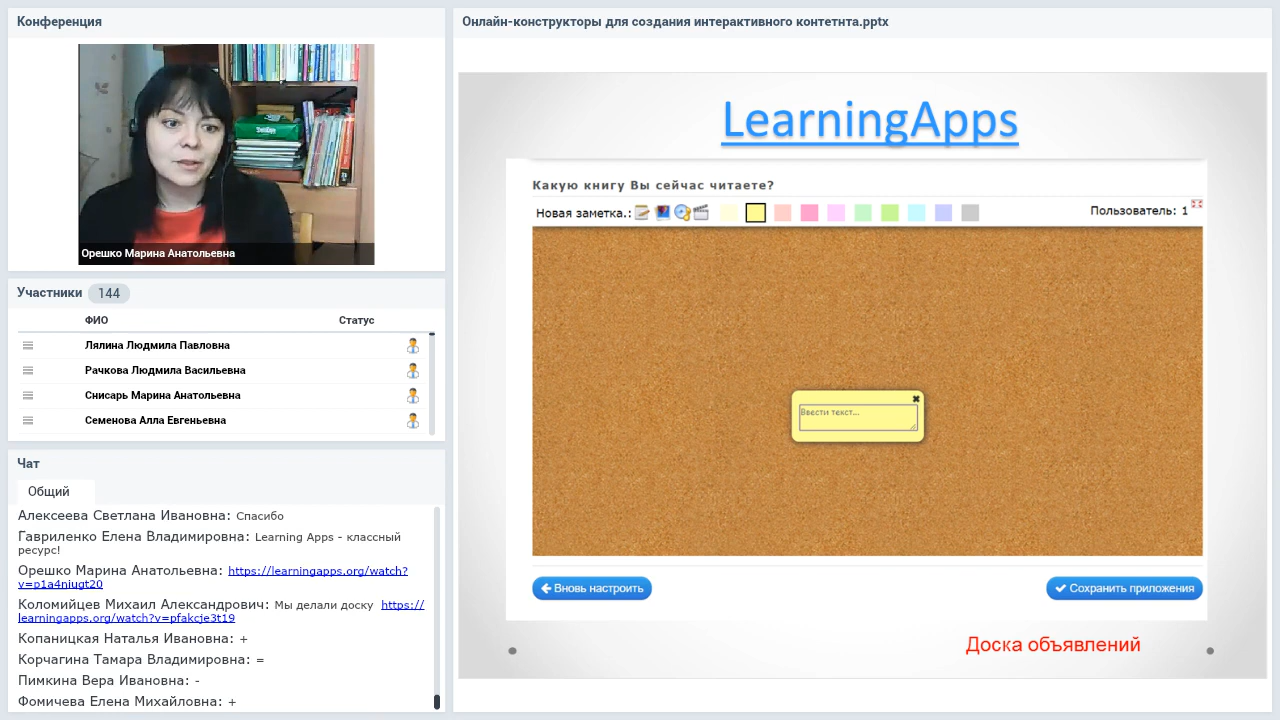 Конференция
Орешко Марина Анатольевна
Участники 144
ФИО Статус
Лялина Людмила Павловна
Рачкова Людмила Васильевна
Снисарь Марина Анатольевна
Семенова Алла Евгеньевна
Чат
Общий
Алексеева Светлана Ивановна: Спасибо
Гавриленко Елена Владимировна: Learning Apps - классный
ресурс!
Орешко Марина Анатольевна: https://learningapps.org/watch?
v=p1a4niugt20
Коломийцев Михаил Александрович: Мы делали доску https://
learningapps.org/watch?v=pfakcje3t19
Копаницкая Наталья Ивановна: +
Корчагина Тамара Владимировна: =
Пимкина Вера Ивановна: -
Фомичева Елена Михайловна: +
Онлайн-конструкторы для создания интерактивного контетнта.pptx
LearningApps
Какую книгу Вы сейчас читаете?
Новая заметка.: Пользователь: 1
Ввести текст...
Вновь настроить
Сохранить приложения
Доска объявлений